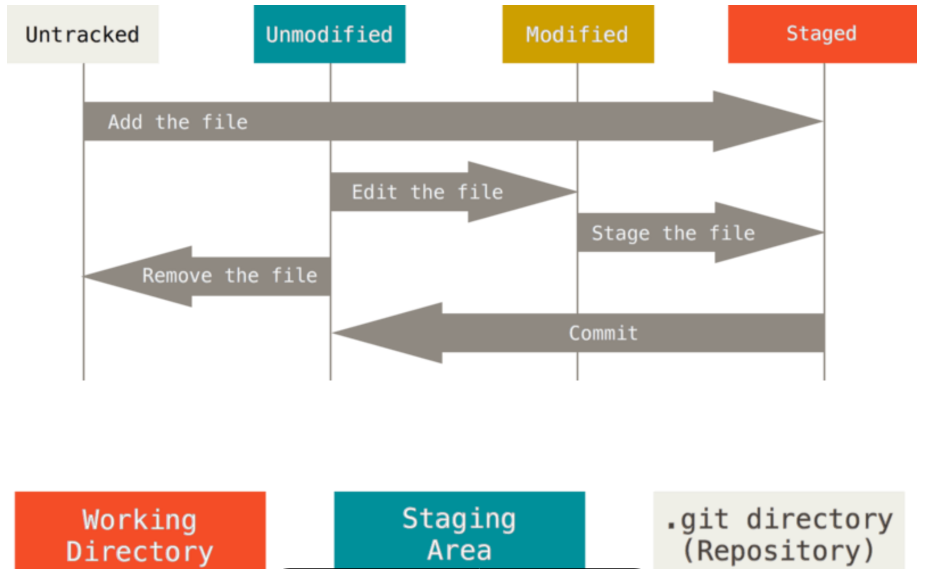 Untracked
Unmodified
Modified
Staged
Add the file
Edit the file
Stage the file
Remove the file
Commit
Working
Directory
Staging
Area
.git directory
(Repository)